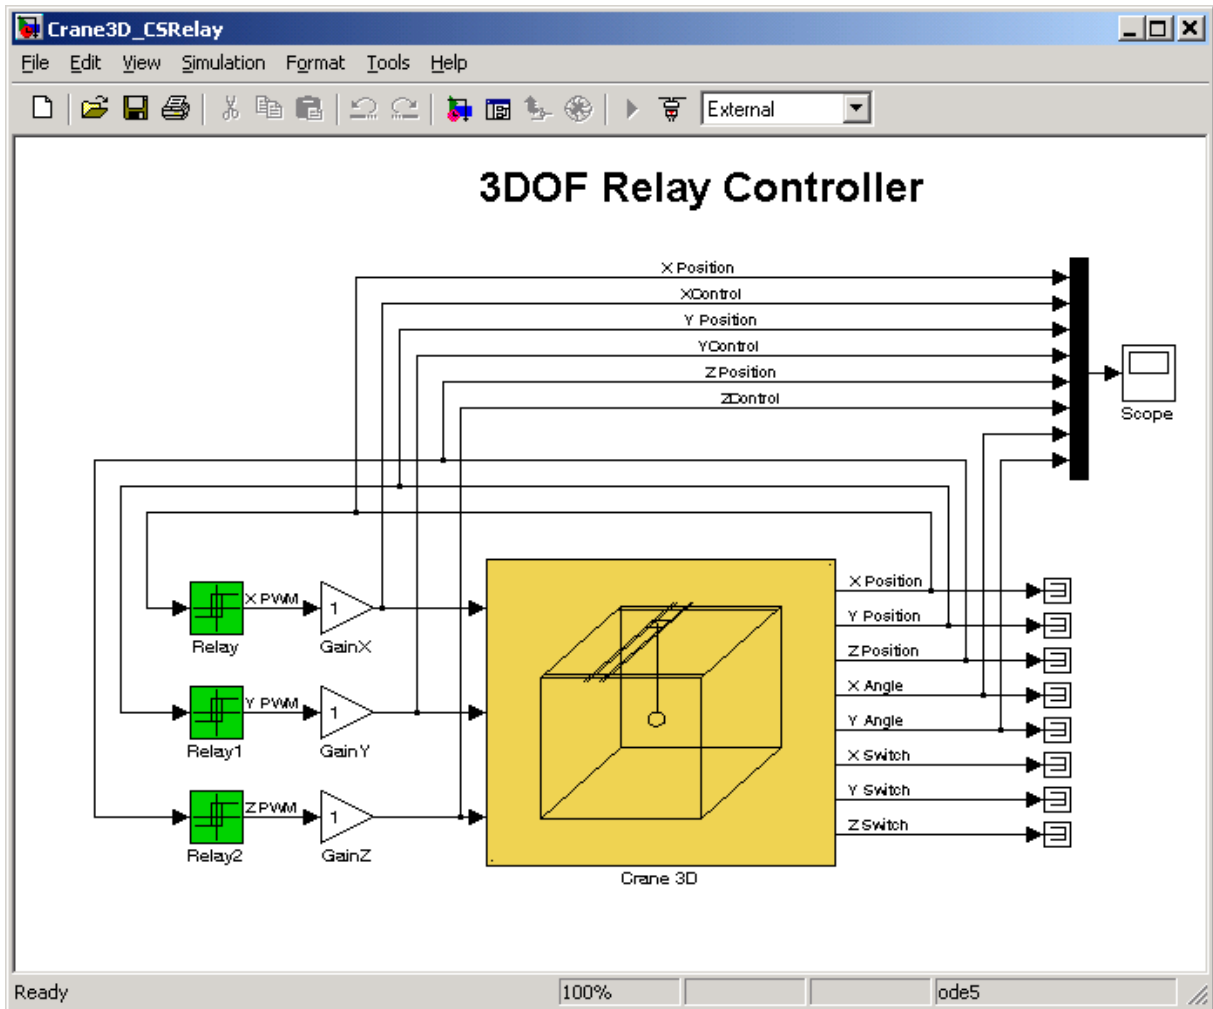 Crane3D_CSRelay
File Edit View Simulation Format Tools Help
External
3DOF Relay Controller
X Position
XControl
Y Position
YControl
Z Position
ZControl
Scope
X PWM
1
Relay
GainX
Y PWM
1
Relay1
GainY
Z PWM
1
Relay2
GainZ
Crane 3D
X Position
Y Position
Z Position
X Angle
Y Angle
X Switch
Y Switch
Z Switch
Ready 100% ode5